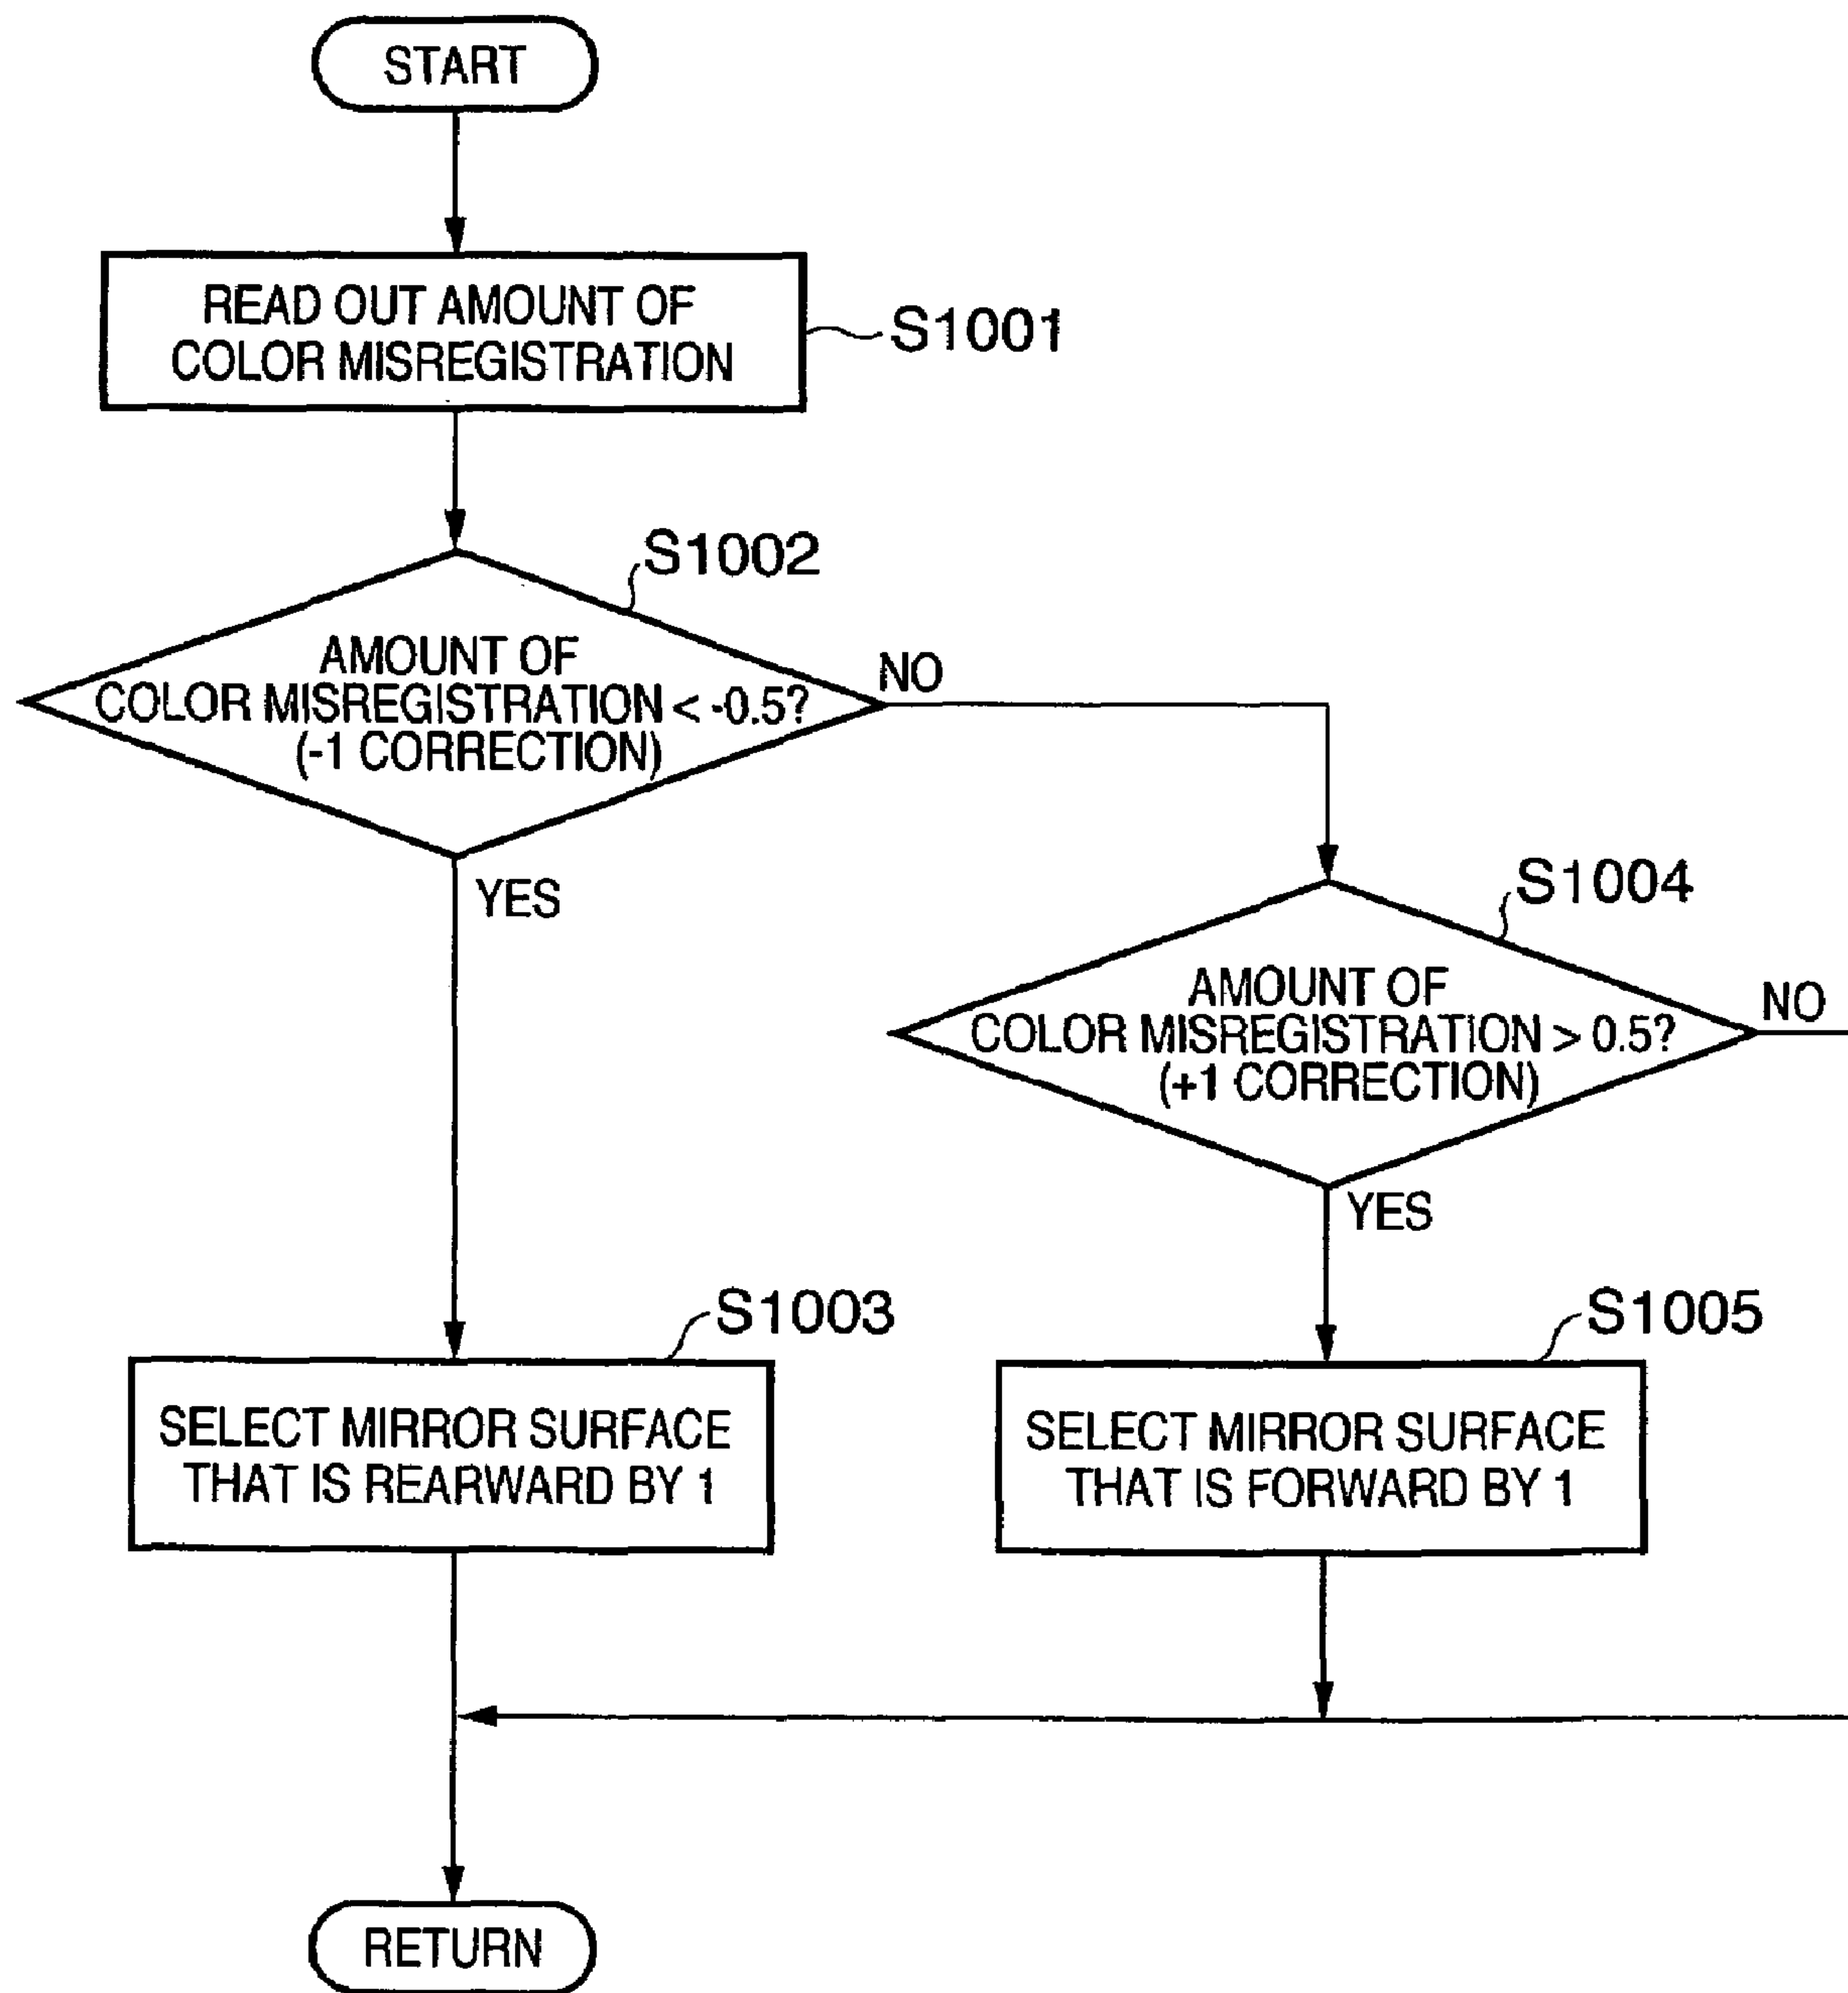 START
READ OUT AMOUNT OF
COLOR MISREGISTRATION
S1001
S1002
AMOUNT OF
COLOR MISREGISTRATION < -0.5?
(-1 CORRECTION)
NO
YES
S1004
AMOUNT OF
COLOR MISREGISTRATION > 0.5?
(+1 CORRECTION)
NO
YES
S1003
SELECT MIRROR SURFACE
THAT IS REARWARD BY 1
S1005
SELECT MIRROR SURFACE
THAT IS FORWARD BY 1
RETURN